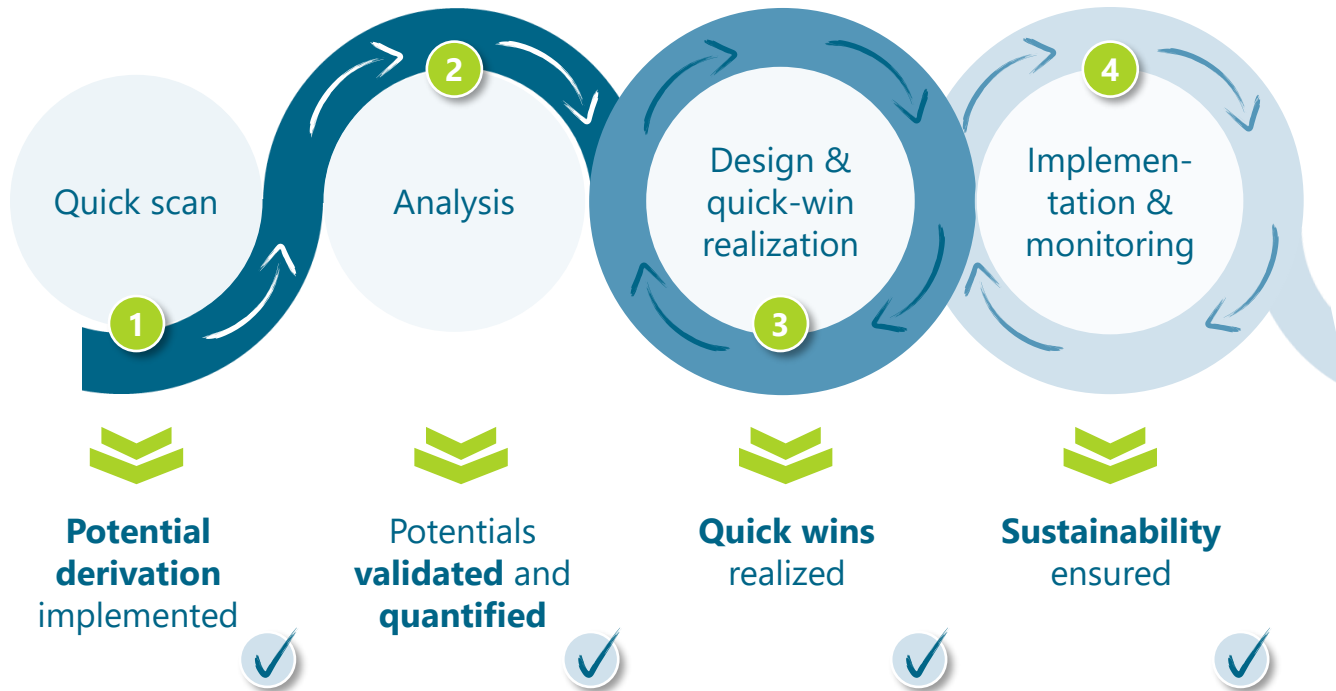 1
Quick scan
2
Analysis
3
Design &
quick-win
realization
4
Implemen-
tation &
monitoring
Potential
derivation
implemented
Potentials
validated and
quantified
Quick wins
realized
Sustainability
ensured